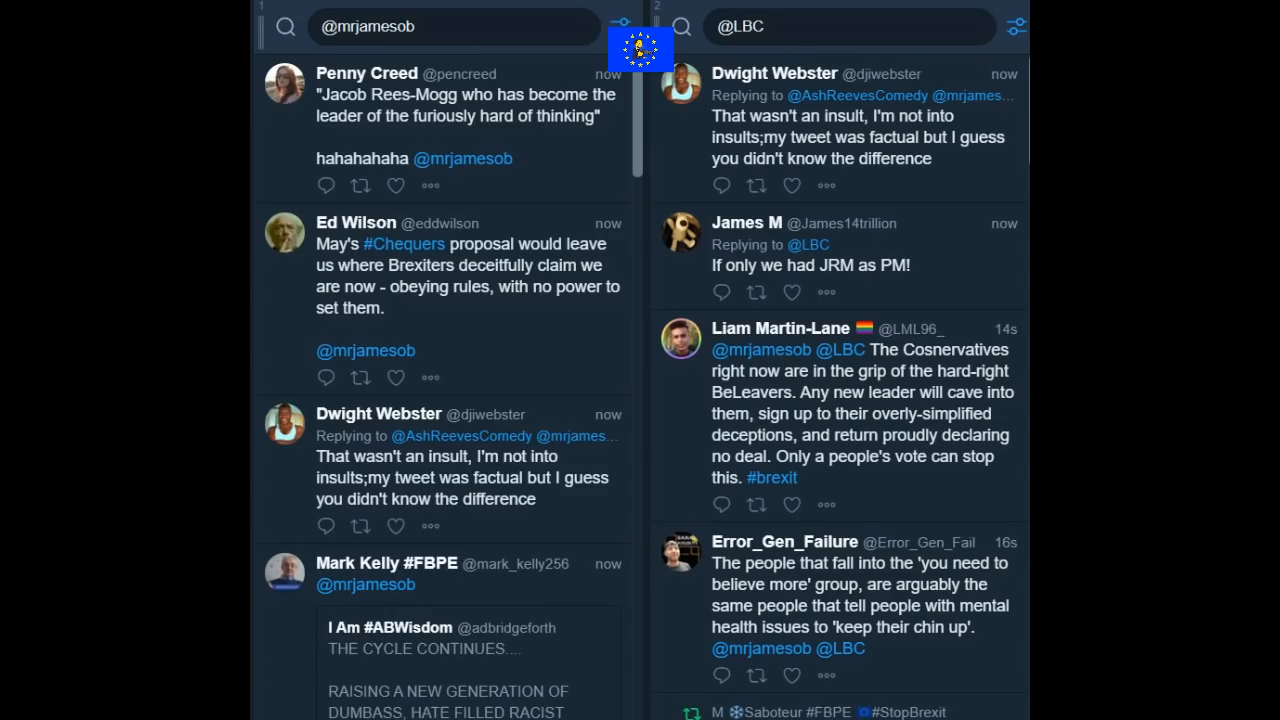 1
@mrjamesob
Penny Creed @pencreed now
"Jacob Rees-Mogg who has become the
leader of the furiously hard of thinking"
hahahahaha @mrjamesob
Ed Wilson @eddwilson now
May's #Chequers proposal would leave
us where Brexiters deceitfully claim we
are now - obeying rules, with no power to
set them.
@mrjamesob
Dwight Webster @djiwebster now
Replying to @AshReevesComedy @mrjames...
That wasn't an insult, I'm not into
insults;my tweet was factual but I guess
you didn't know the difference
Mark Kelly #FBPE @mark_kelly256 now
@mrjamesob
I Am #ABWisdom @adbridgeforth
THE CYCLE CONTINUES....
RAISING A NEW GENERATION OF
DUMBASS, HATE FILLED RACIST
2
@LBC
Dwight Webster @djiwebster now
Replying to @AshReevesComedy @mrjames...
That wasn't an insult, I'm not into
insults;my tweet was factual but I guess
you didn't know the difference
James M @James14trillion now
Replying to @LBC
If only we had JRM as PM!
Liam Martin-Lane @LML96_ 14s
@mrjamesob @LBC The Cosnervatives
right now are in the grip of the hard-right
BeLeavers. Any new leader will cave into
them, sign up to their overly-simplified
deceptions, and return proudly declaring
no deal. Only a people's vote can stop
this. #brexit
Error_Gen_Failure @Error_Gen_Fail 16s
The people that fall into the 'you need to
believe more' group, are arguably the
same people that tell people with mental
health issues to 'keep their chin up'.
@mrjamesob @LBC
M ❄Saboteur #FBPE #StopBrexit